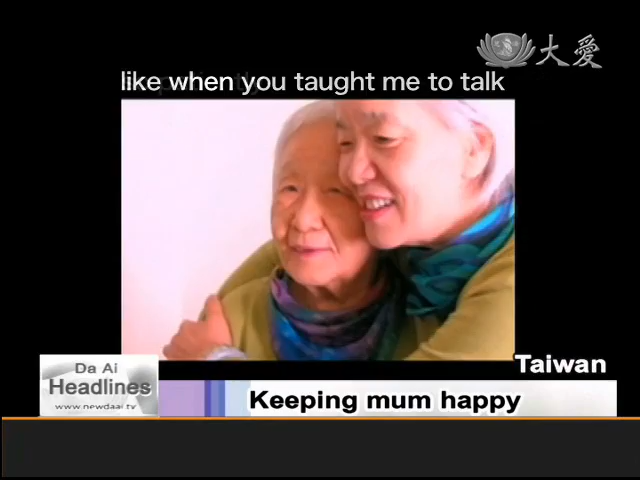 大愛
like when you taught me to talk
Taiwan
Da Ai
Headlines
www.newdaai.tv
Keeping mum happy